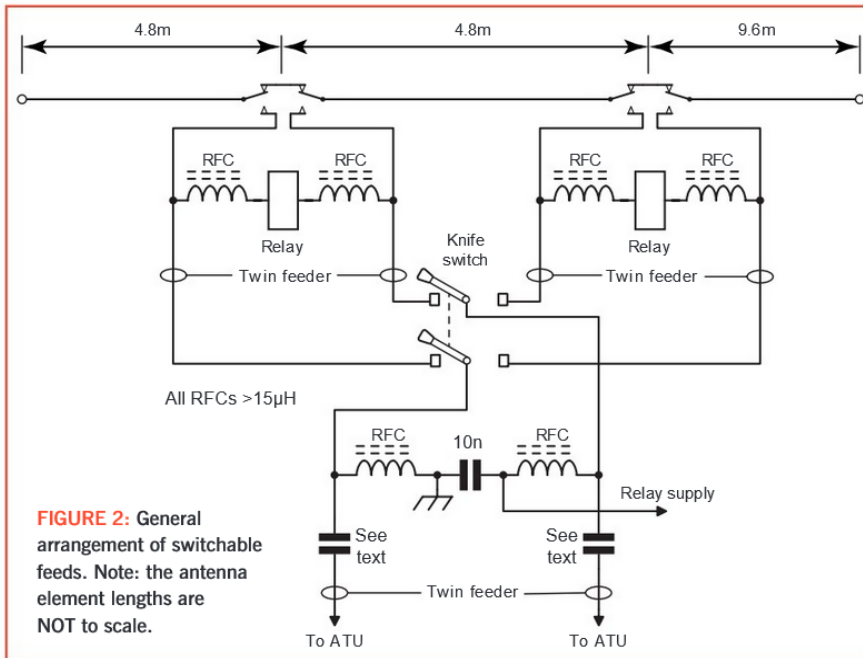 4.8m 4.8m 9.6m
RFC RFC RFC RFC
Relay Relay
Knife
switch
Twin feeder Twin feeder
All RFCs >15µH
RFC 10n RFC
Relay supply
See
text
See
text
Twin feeder
To ATU To ATU
FIGURE 2: General
arrangement of switchable
feeds. Note: the antenna
element lengths are
NOT to scale.